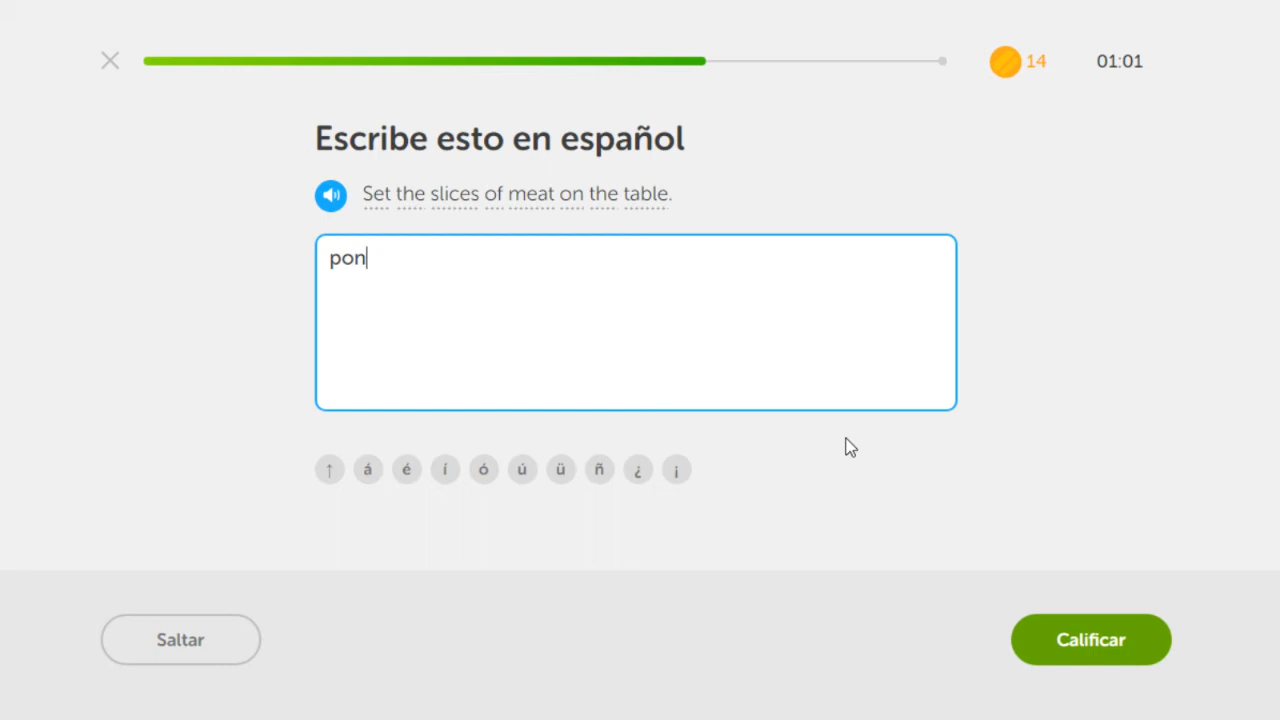 14 01:01
Escribe esto en español
Set the slices of meat on the table.
pon
↑ á é í ó ú ü ñ ¿ ¡
Saltar Calificar